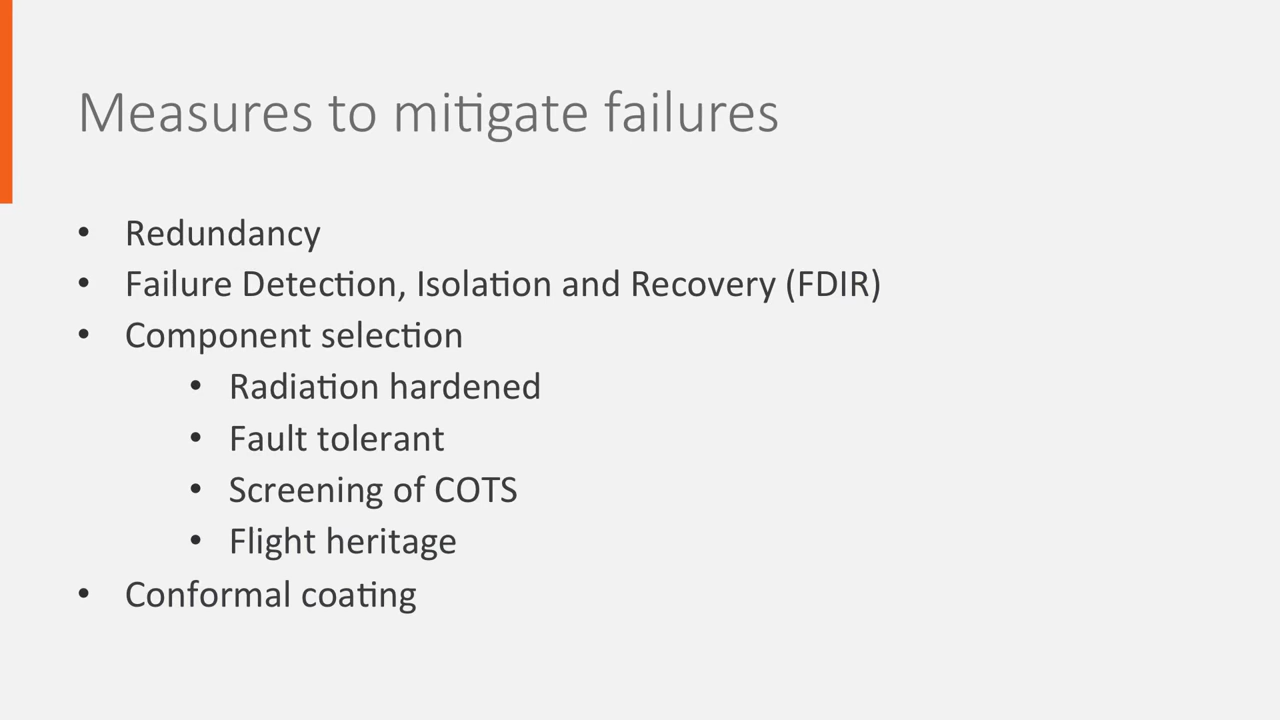 Measures to mitigate failures
• Redundancy
• Failure Detection, Isolation and Recovery (FDIR)
• Component selection
• Radiation hardened
• Fault tolerant
• Screening of COTS
• Flight heritage
• Conformal coating